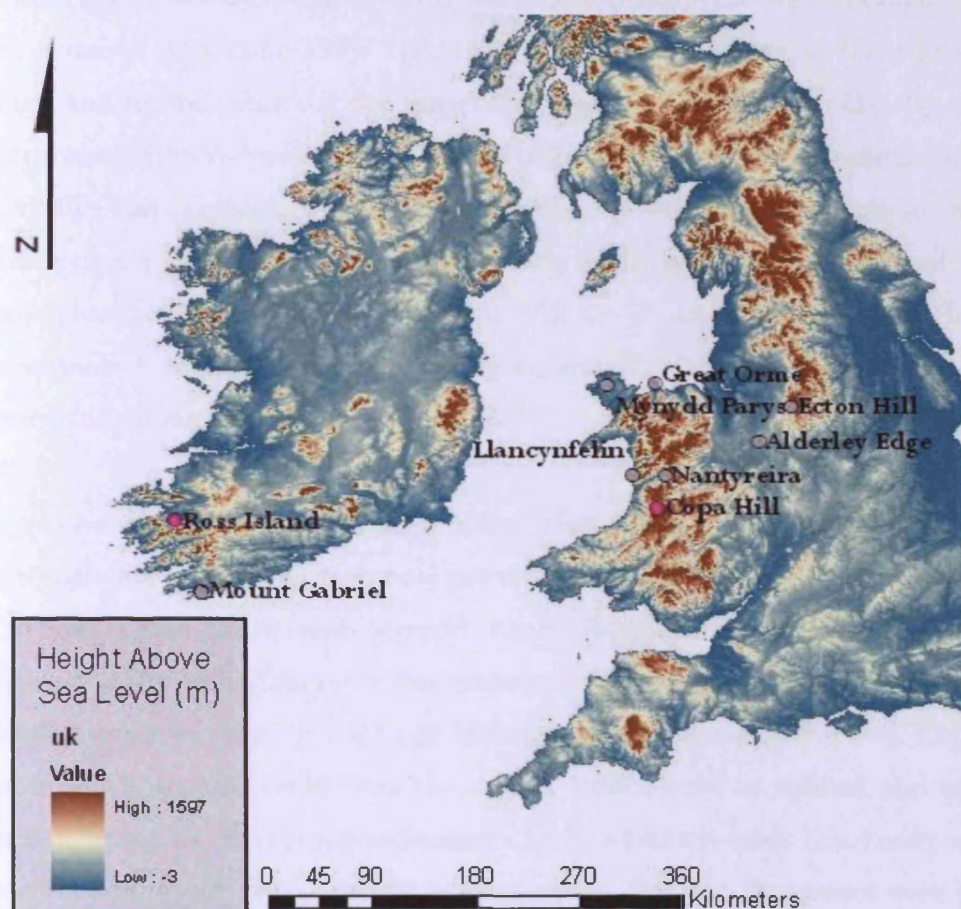 Z
Great Orme
Mynydd Parys
Ecton Hill
Llancynfelin
Alderley Edge
Nantyreira
Copa Hill
Ross Island
Mount Gabriel
Height Above
Sea Level (m)
uk
Value
High : 1597
Low : -3
0 45 90 180 270 360
Kilometers